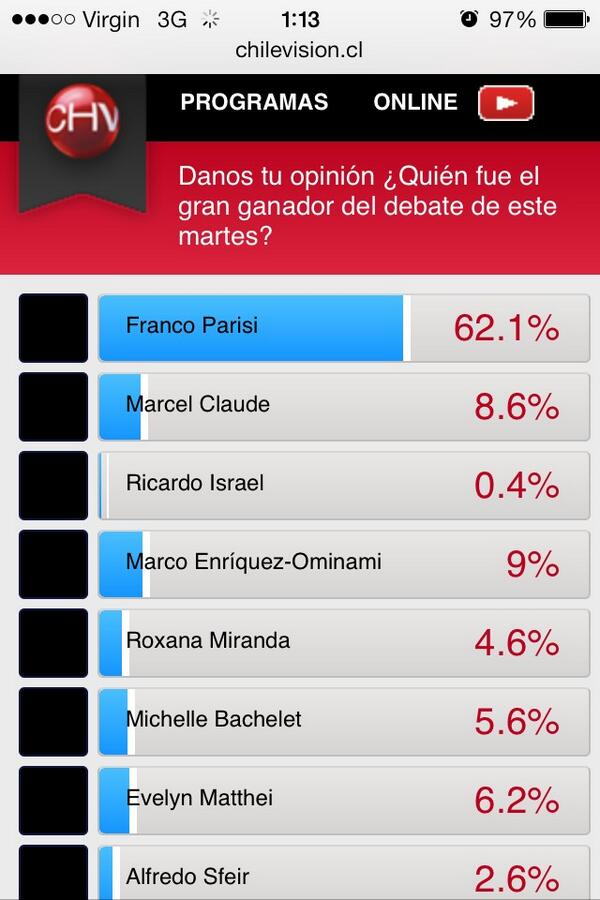 Virgin 3G 1:13 97%
chilevision.cl
CHV PROGRAMAS ONLINE
Danos tu opinión ¿Quién fue el
gran ganador del debate de este
martes?
Franco Parisi 62.1%
Marcel Claude 8.6%
Ricardo Israel 0.4%
Marco Enríquez-Ominami 9%
Roxana Miranda 4.6%
Michelle Bachelet 5.6%
Evelyn Matthei 6.2%
Alfredo Sfeir 2.6%